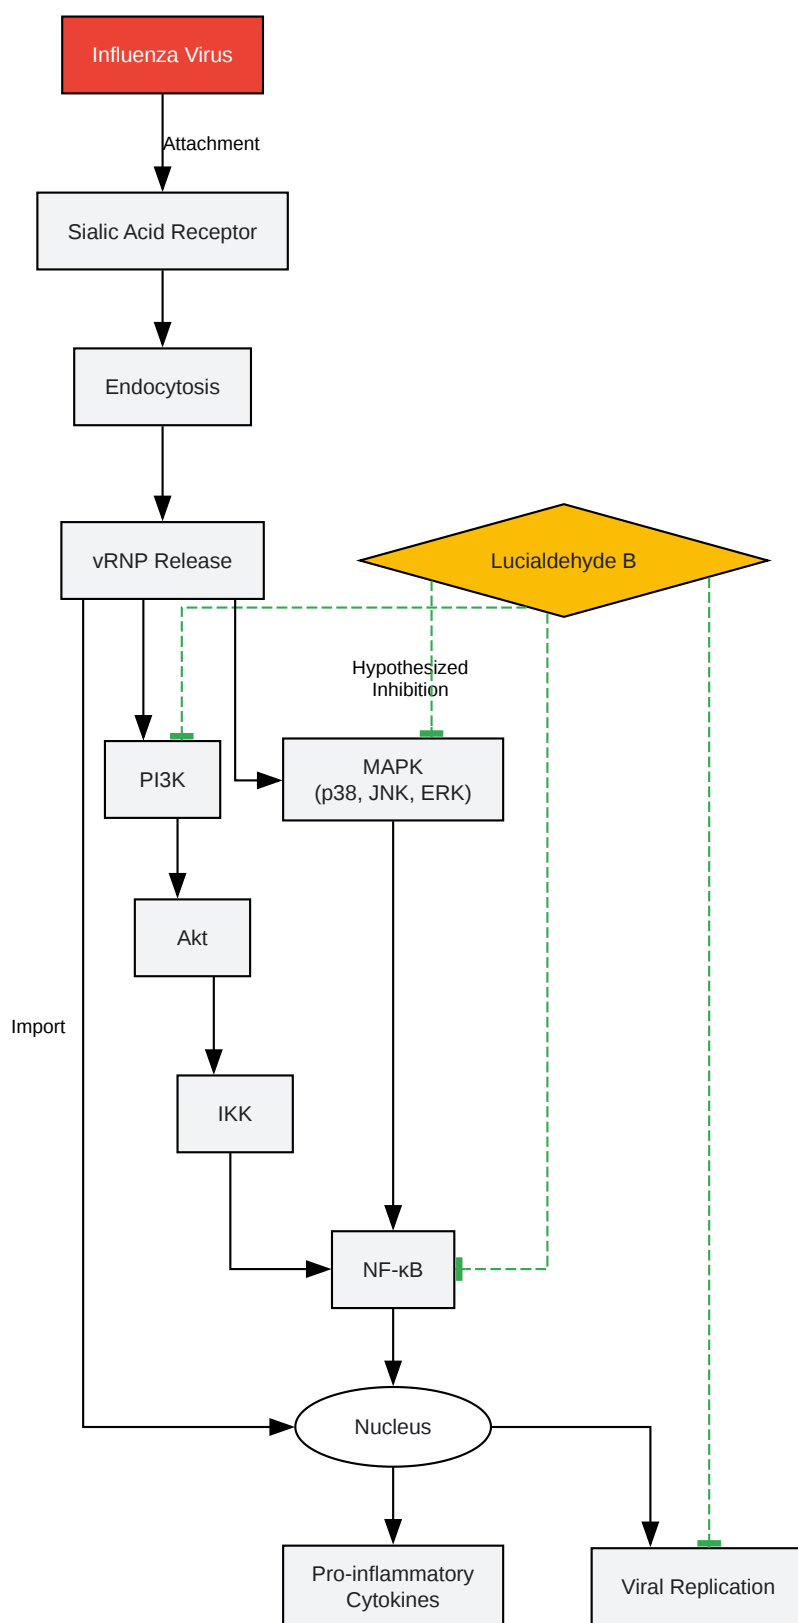 Influenza Virus
Attachment
Sialic Acid Receptor
Endocytosis
vRNP Release
Lucialdehyde B
Hypothesized
Inhibition
PI3K
MAPK
(p38, JNK, ERK)
Akt
Import
IKK
NF-κB
Nucleus
Pro-inflammatory
Cytokines
Viral Replication